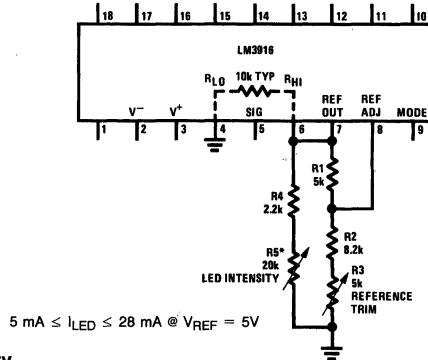 18 17 16 15 14 13 12 11 10
LM3916
RLO 10k TYP RHI
REF OUT
REF ADJ
V− V+ SIG MODE
1 2 3 4 5 6 7 8 9
R1
5k
R4
2.2k
R2
8.2k
R5*
20k
LED INTENSITY
R3
5k
REFERENCE
TRIM
5 mA ≤ ILED ≤ 28 mA @ VREF = 5V